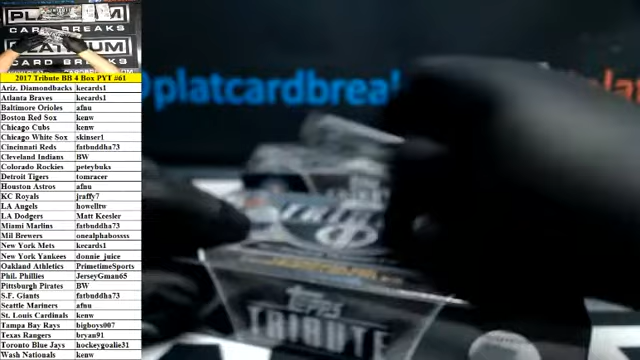 PLATINUM
CARD BREAKS
PLATINUM
CARD BREAKS
2017 Tribute BB 4 Box PYT #61
Ariz. Diamondbacks kecards1
Atlanta Braves kecards1
Baltimore Orioles afnu
Boston Red Sox kenw
Chicago Cubs kenw
Chicago White Sox skinser1
Cincinnati Reds fatbuddha73
Cleveland Indians BW
Colorado Rockies peteybuks
Detroit Tigers tomracer
Houston Astros afnu
KC Royals jraffy7
LA Angels howelltw
LA Dodgers Matt Keesler
Miami Marlins fatbuddha73
Mil Brewers onealphabossss
New York Mets kecards1
New York Yankees donnie_juice
Oakland Athletics PrimetimeSports
Phil. Phillies JerseyGman65
Pittsburgh Pirates BW
S.F. Giants fatbuddha73
Seattle Mariners afnu
St. Louis Cardinals kenw
Tampa Bay Rays bigboys007
Texas Rangers bryan91
Toronto Blue Jays hockeygoalie31
Wash Nationals kenw
@platcardbreak
lat
topps
TRIBUTE